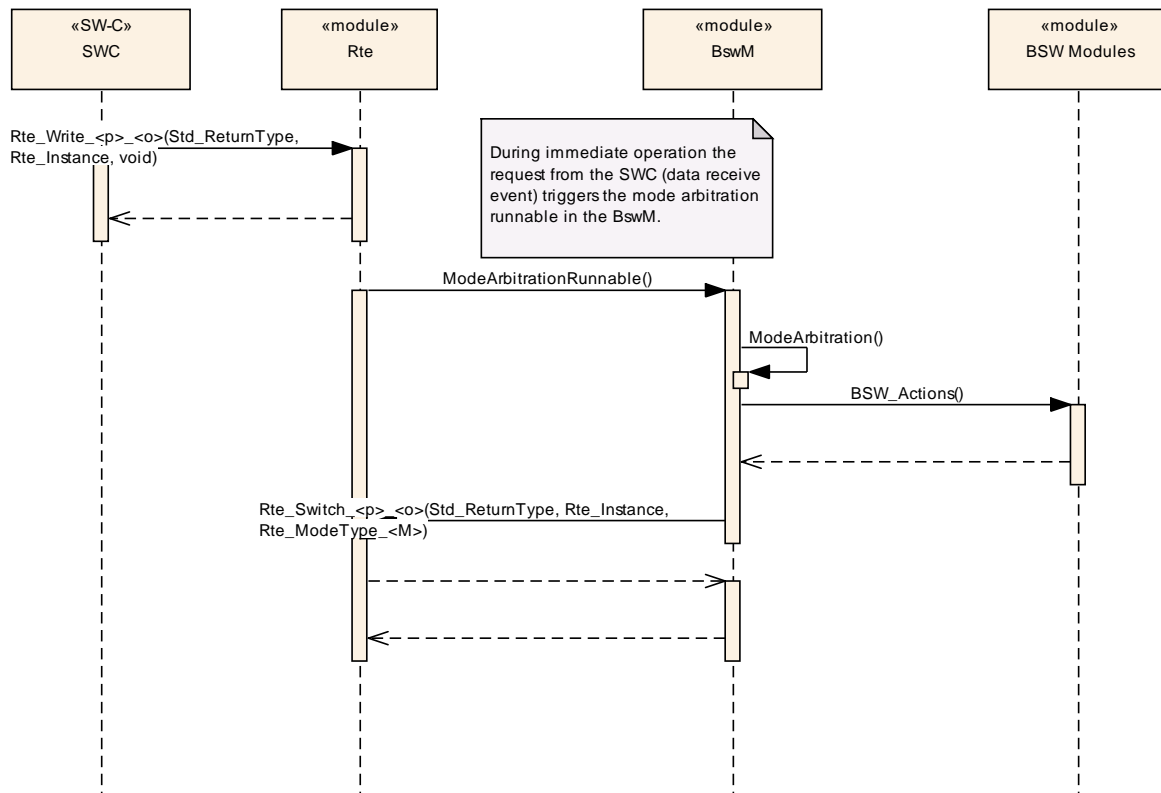 «SW-C»
SWC
«module»
Rte
«module»
BswM
«module»
BSW Modules
Rte_Write_<p>_<o>(Std_ReturnType,
Rte_Instance, void)
During immediate operation the
request from the SWC (data receive
event) triggers the mode arbitration
runnable in the BswM.
ModeArbitrationRunnable()
ModeArbitration()
BSW_Actions()
Rte_Switch_<p>_<o>(Std_ReturnType, Rte_Instance,
Rte_ModeType_<M>)